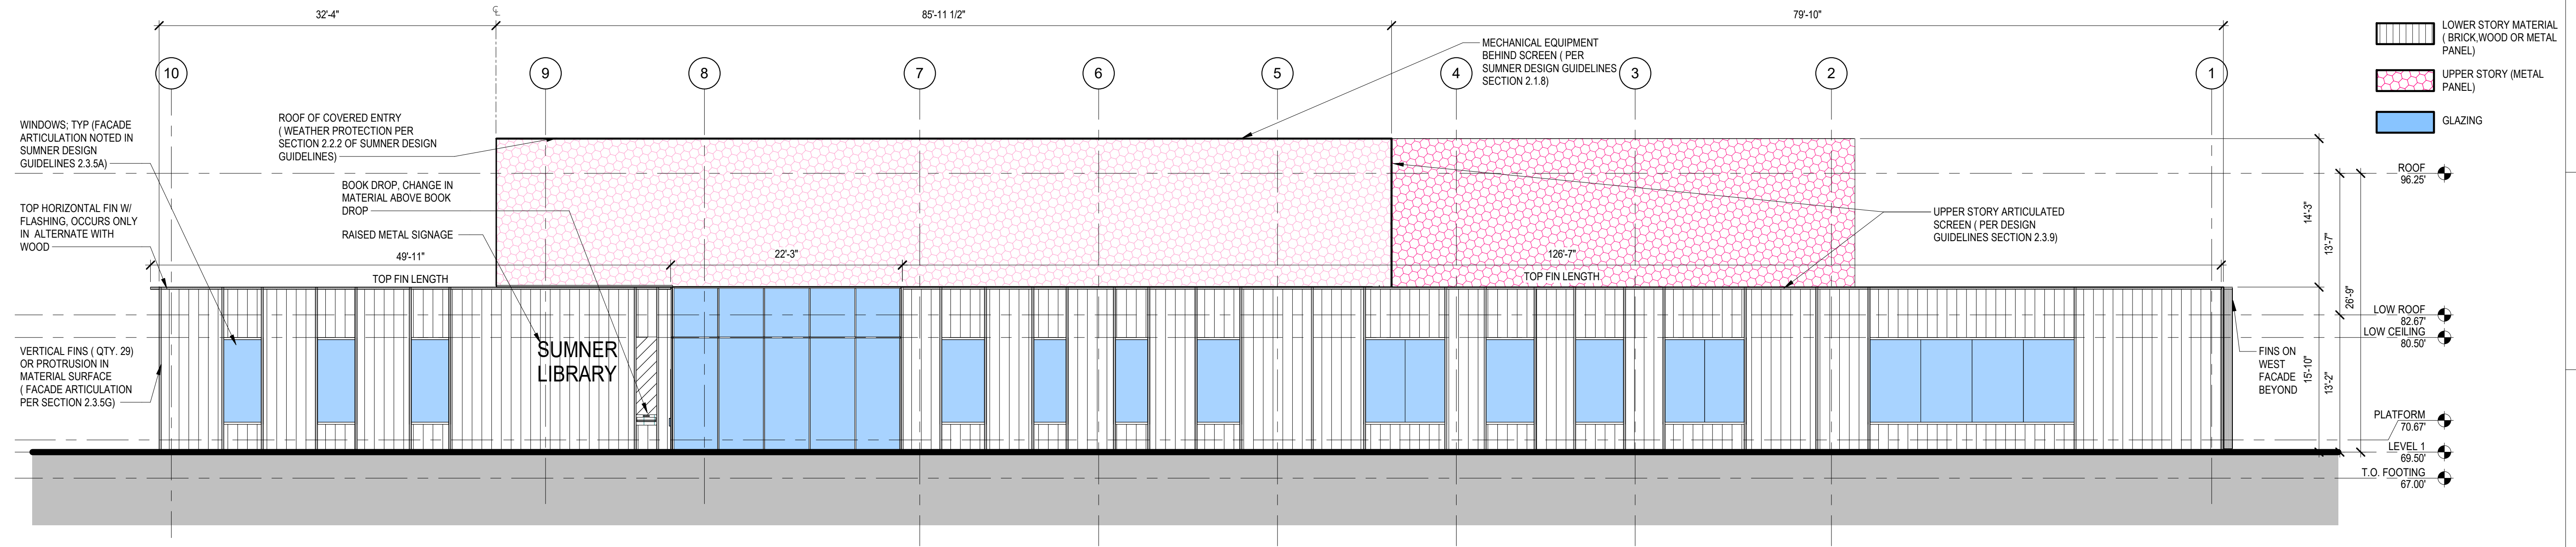 32'-4"
℄
85'-11 1/2"
79'-10"
LOWER STORY MATERIAL
( BRICK,WOOD OR METAL
PANEL)
UPPER STORY (METAL
PANEL)
GLAZING
10
9
8
7
6
5
4
3
2
1
MECHANICAL EQUIPMENT
BEHIND SCREEN ( PER
SUMNER DESIGN GUIDELINES
SECTION 2.1.8)
WINDOWS; TYP (FACADE
ARTICULATION NOTED IN
SUMNER DESIGN
GUIDELINES 2.3.5A)
ROOF OF COVERED ENTRY
( WEATHER PROTECTION PER
SECTION 2.2.2 OF SUMNER DESIGN
GUIDELINES)
BOOK DROP, CHANGE IN
MATERIAL ABOVE BOOK
DROP
TOP HORIZONTAL FIN W/
FLASHING, OCCURS ONLY
IN ALTERNATE WITH
WOOD
RAISED METAL SIGNAGE
UPPER STORY ARTICULATED
SCREEN ( PER DESIGN
GUIDELINES SECTION 2.3.9)
49'-11"
TOP FIN LENGTH
22'-3"
126'-7"
TOP FIN LENGTH
VERTICAL FINS ( QTY. 29)
OR PROTRUSION IN
MATERIAL SURFACE
( FACADE ARTICULATION
PER SECTION 2.3.5G)
SUMNER
LIBRARY
FINS ON
WEST
FACADE
BEYOND
14'-3"
13'-7"
26'-9"
15'-10"
13'-2"
ROOF
96.25'
LOW ROOF
82.67'
LOW CEILING
80.50'
PLATFORM
70.67'
LEVEL 1
69.50'
T.O. FOOTING
67.00'